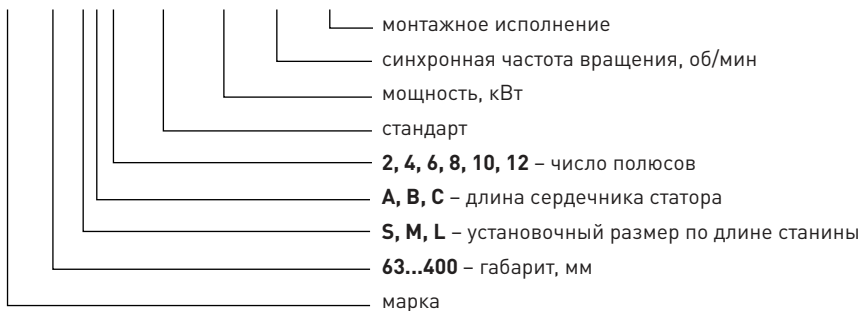 монтажное исполнение
синхронная частота вращения, об/мин
мощность, кВт
стандарт
2, 4, 6, 8, 10, 12 – число полюсов
A, B, C – длина сердечника статора
S, M, L – установочный размер по длине станины
63...400 – габарит, мм
марка